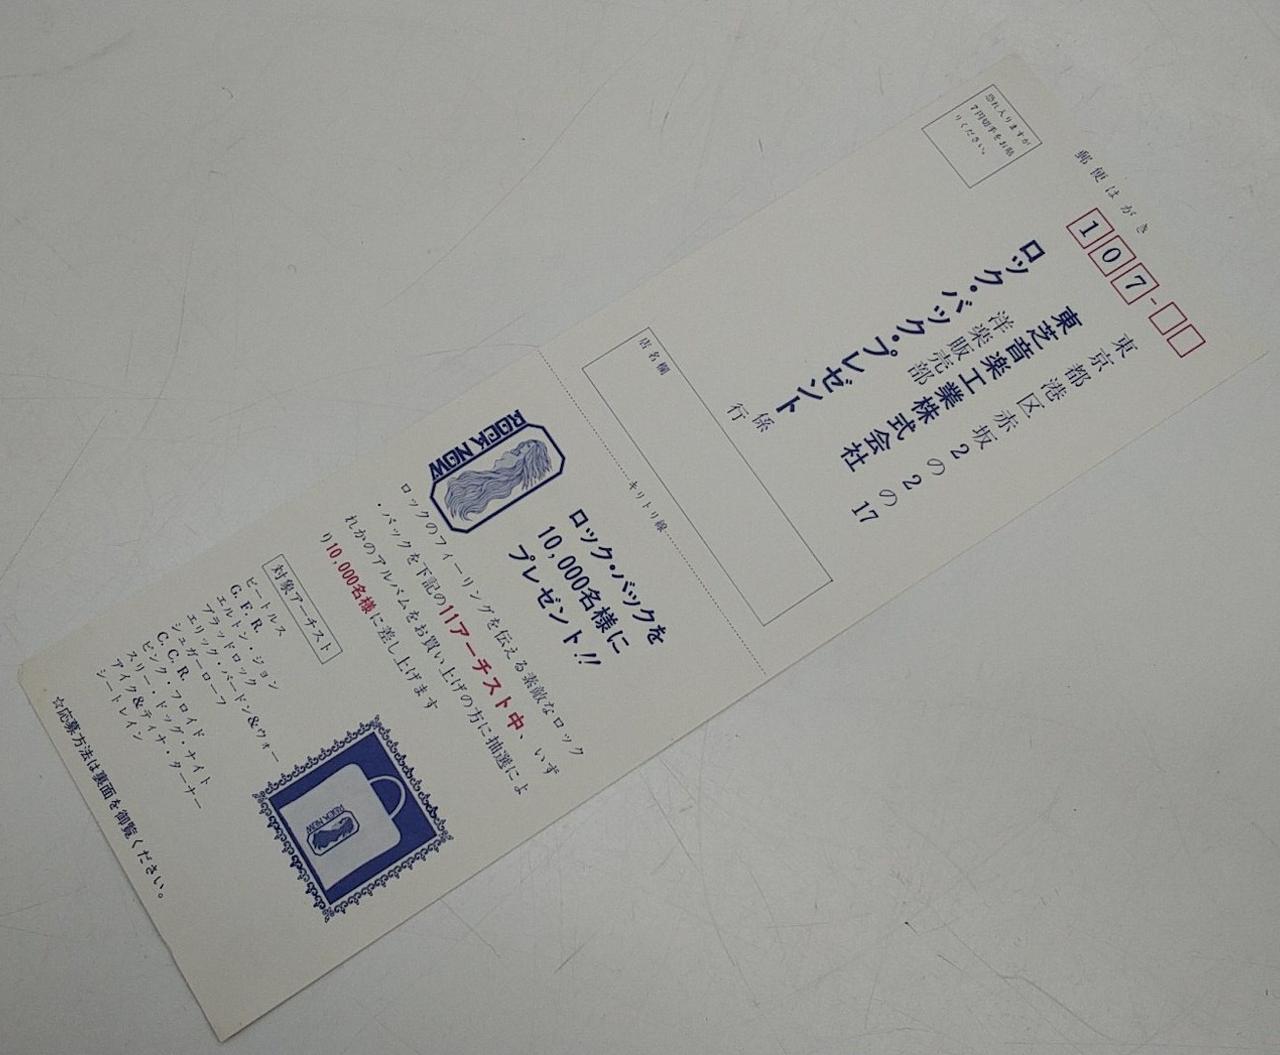 郵便はがき
107-
恐れ入りますが
7円切手をお貼
りください。
東京都港区赤坂2の2の17
東芝音楽工業株式会社
洋楽販売部
ロック・バック・プレゼント
係
行
店名欄
キリトリ線
ROCK NOW
ロック・バックを
10,000名様に
プレゼント!!
ロックのフィーリングを伝える素敵なロック
・バックを下記の11アーチスト中、いず
れかのアルバムをお買い上げの方に抽選によ
り10,000名様に差し上げます
対象アーチスト
ビートルス
G. F. R.
エルトン・ジョン
ブラッドロック
エリック・バードン&ウォー
シュガーローフ
C. C. R.
ピンク・フロイド
スリー・ドッグ・ナイト
アイク&ティナ・ターナー
シートレイン
ROCK NOW
☆応募方法は裏面を御覧ください。